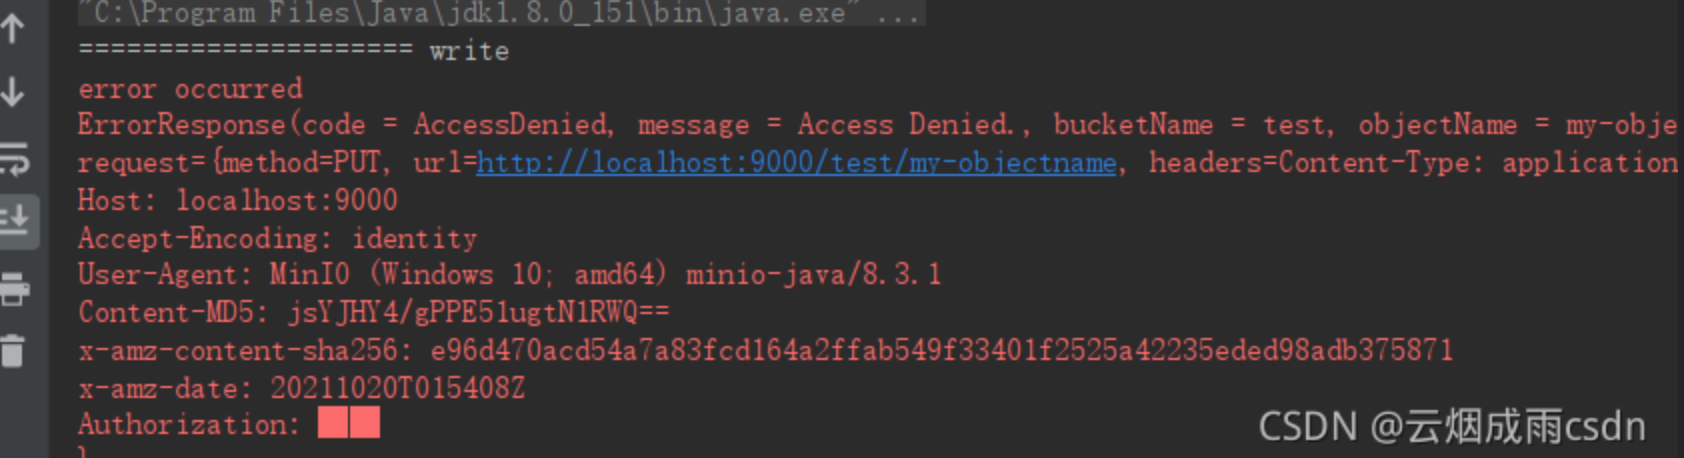 "C:\Program Files\Java\jdk1.8.0_151\bin\java.exe" ...
===================== write
error occurred
ErrorResponse(code = AccessDenied, message = Access Denied., bucketName = test, objectName = my-obje
request={method=PUT, url=http://localhost:9000/test/my-objectname, headers=Content-Type: application
Host: localhost:9000
Accept-Encoding: identity
User-Agent: MinIO (Windows 10; amd64) minio-java/8.3.1
Content-MD5: jsYJHY4/gPPE51ugtN1RWQ==
x-amz-content-sha256: e96d470acd54a7a83fcd164a2ffab549f33401f2525a42235eded98adb375871
x-amz-date: 20211020T015408Z
Authorization: ██
}
CSDN @云烟成雨csdn